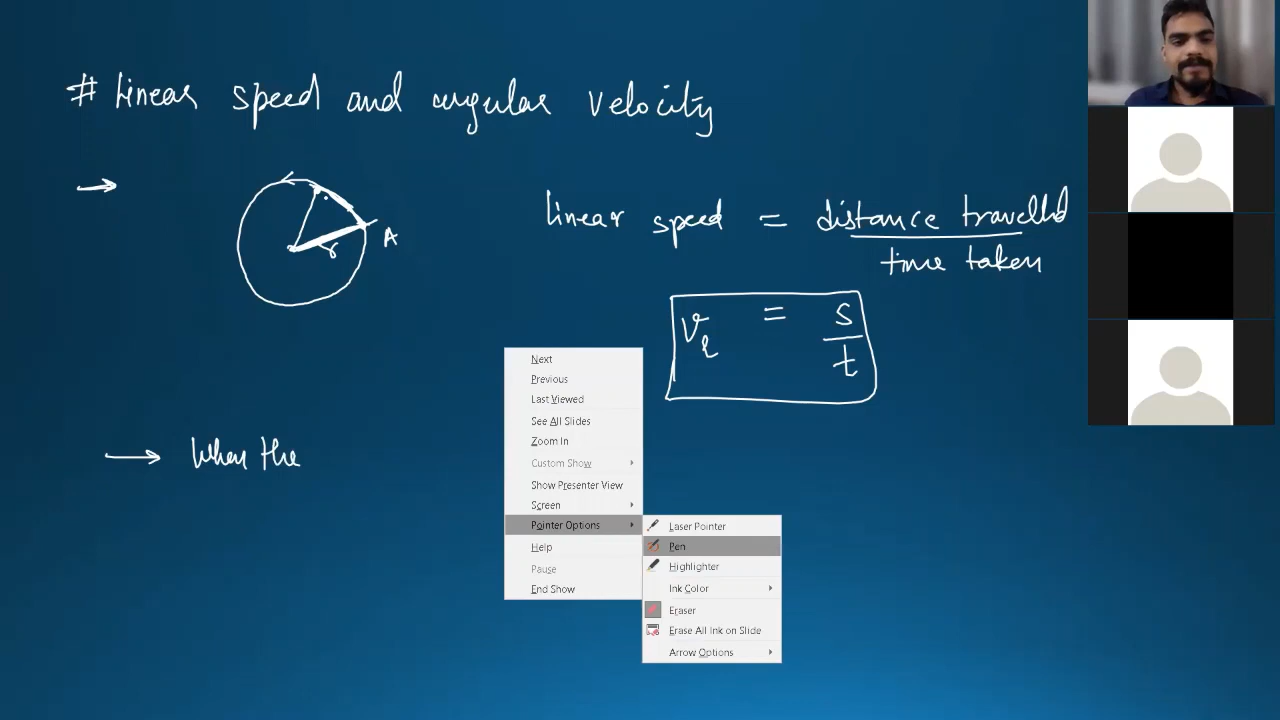 # Linear speed and angular velocity
→
r
A
linear speed = distance travelled
time taken
v_l = s
t
→ When the
Next
Previous
Last Viewed
See All Slides
Zoom In
Custom Show
Show Presenter View
Screen
Pointer Options
Help
Pause
End Show
Laser Pointer
Pen
Highlighter
Ink Color
Eraser
Erase All Ink on Slide
Arrow Options